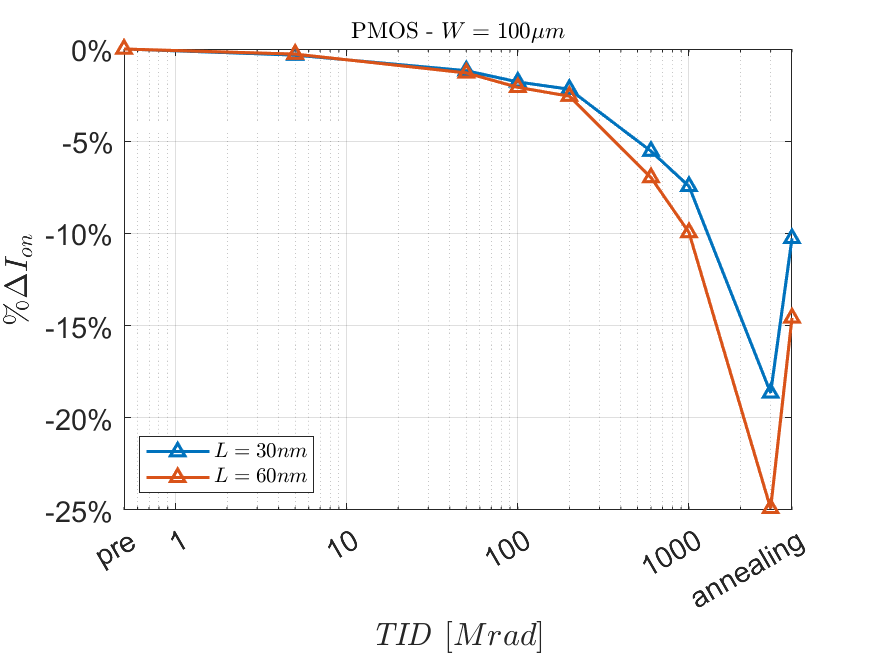 PMOS - W = 100μm
0%
-5%
-10%
-15%
-20%
-25%
%ΔI_on
L = 30nm
L = 60nm
pre 1 10 100 1000 annealing
TID [Mrad]